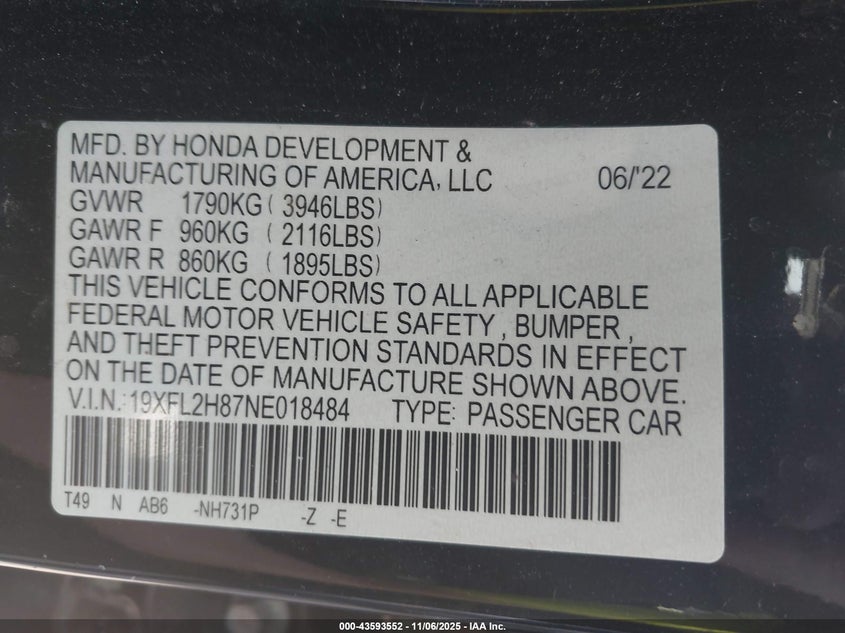 MFD. BY HONDA DEVELOPMENT &
MANUFACTURING OF AMERICA, LLC 06/'22
GVWR 1790KG ( 3946LBS)
GAWR F 960KG ( 2116LBS)
GAWR R 860KG ( 1895LBS)
THIS VEHICLE CONFORMS TO ALL APPLICABLE
FEDERAL MOTOR VEHICLE SAFETY , BUMPER ,
AND THEFT PREVENTION STANDARDS IN EFFECT
ON THE DATE OF MANUFACTURE SHOWN ABOVE.
V.I.N.: 19XFL2H87NE018484 TYPE: PASSENGER CAR
T49 N AB6 -NH731P -Z -E
000-43593552 - 11/06/2025 - IAA Inc.